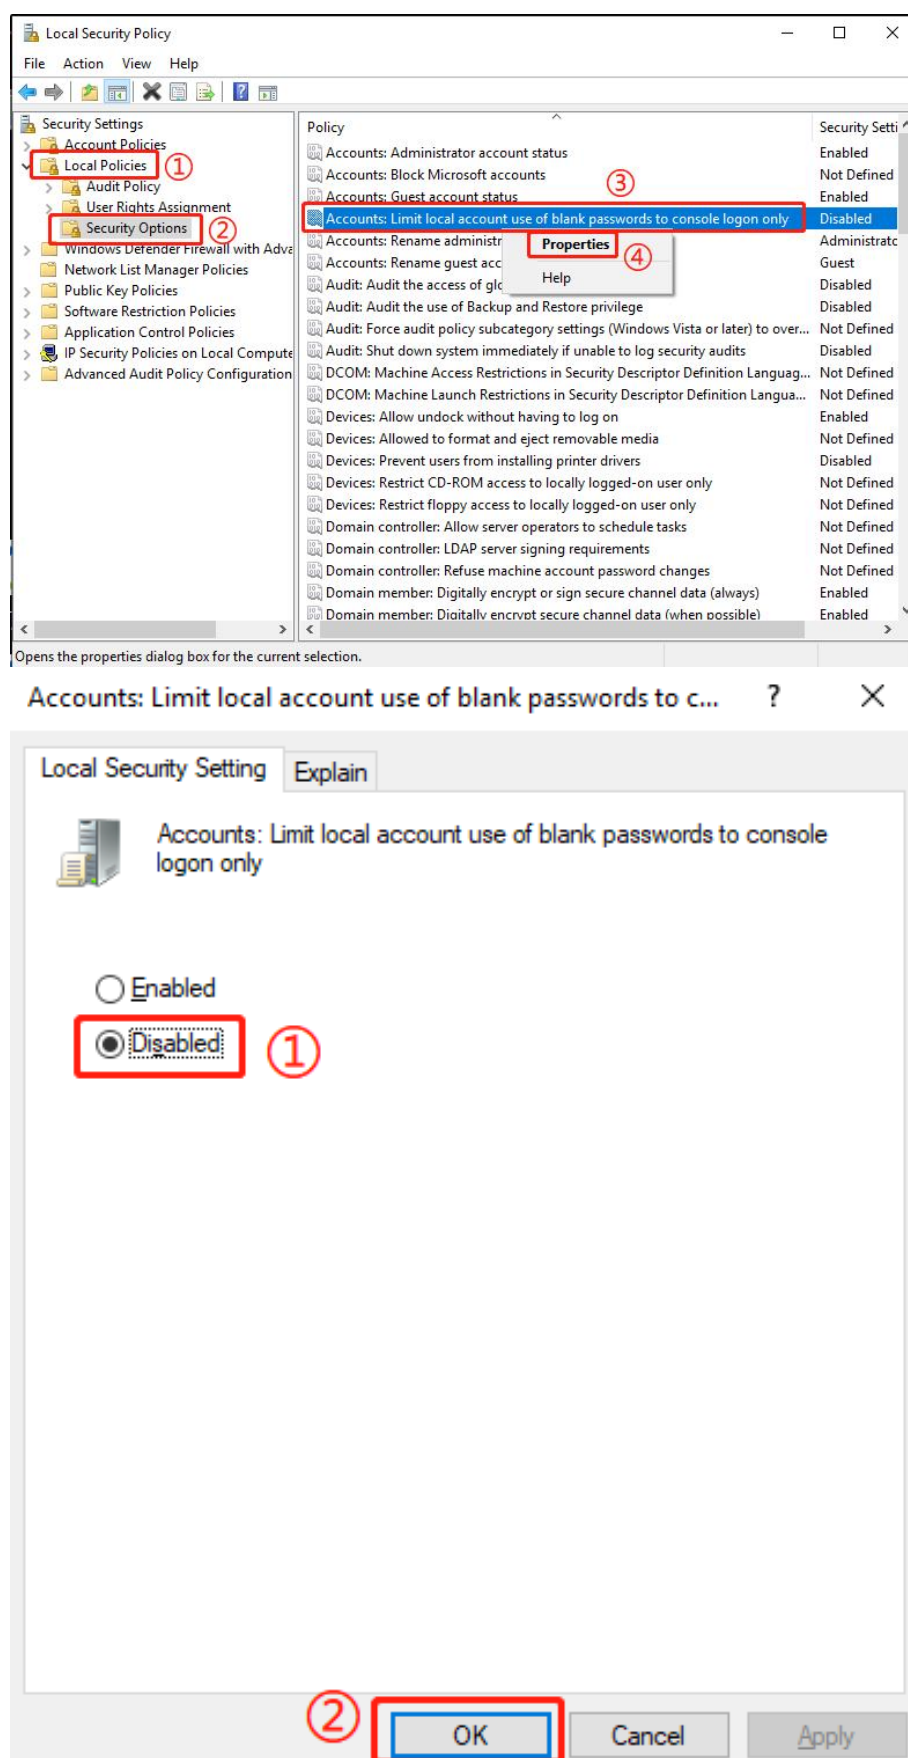 Local Security Policy
File Action View Help
Security Settings
Account Policies
Local Policies ①
Audit Policy
User Rights Assignment
Security Options ②
Windows Defender Firewall with Adva
Network List Manager Policies
Public Key Policies
Software Restriction Policies
Application Control Policies
IP Security Policies on Local Compute
Advanced Audit Policy Configuration
Policy Security Setti
Accounts: Administrator account status Enabled
Accounts: Block Microsoft accounts Not Defined
③
Accounts: Guest account status Enabled
Accounts: Limit local account use of blank passwords to console logon only Disabled
Accounts: Rename administr Administratc
Properties ④
Accounts: Rename guest acc Guest
Help
Audit: Audit the access of glo Disabled
Audit: Audit the use of Backup and Restore privilege Disabled
Audit: Force audit policy subcategory settings (Windows Vista or later) to over... Not Defined
Audit: Shut down system immediately if unable to log security audits Disabled
DCOM: Machine Access Restrictions in Security Descriptor Definition Languag... Not Defined
DCOM: Machine Launch Restrictions in Security Descriptor Definition Langua... Not Defined
Devices: Allow undock without having to log on Enabled
Devices: Allowed to format and eject removable media Not Defined
Devices: Prevent users from installing printer drivers Disabled
Devices: Restrict CD-ROM access to locally logged-on user only Not Defined
Devices: Restrict floppy access to locally logged-on user only Not Defined
Domain controller: Allow server operators to schedule tasks Not Defined
Domain controller: LDAP server signing requirements Not Defined
Domain controller: Refuse machine account password changes Not Defined
Domain member: Digitally encrypt or sign secure channel data (always) Enabled
Domain member: Digitally encrypt secure channel data (when possible) Enabled
Opens the properties dialog box for the current selection.
Accounts: Limit local account use of blank passwords to c... ?
Local Security Setting Explain
Accounts: Limit local account use of blank passwords to console
logon only
Enabled
Disabled ①
② OK Cancel Apply